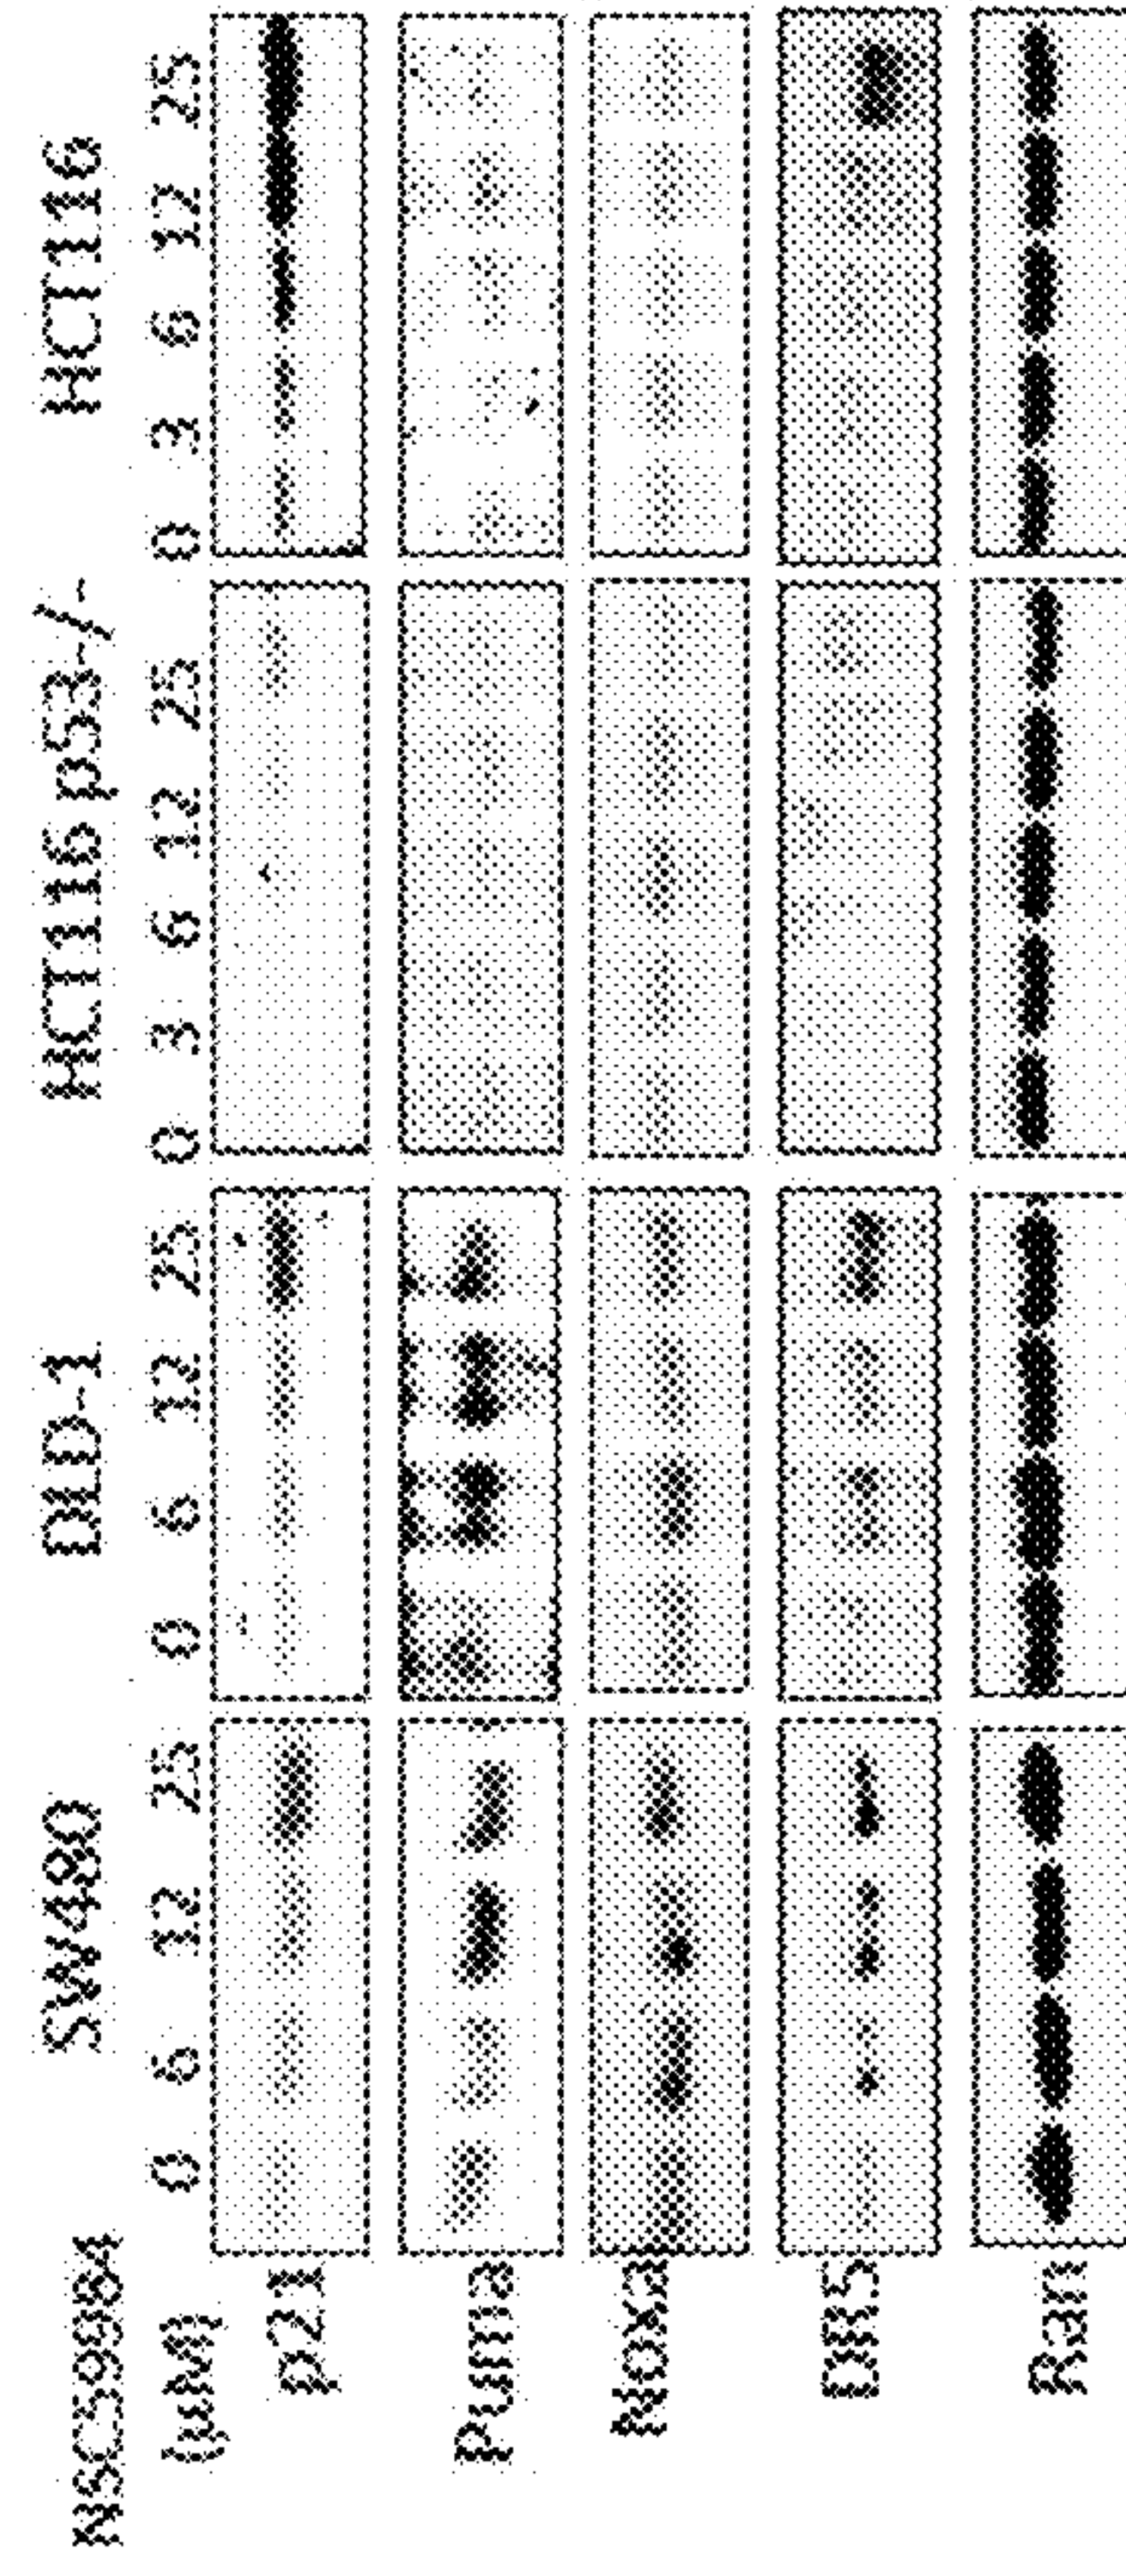 NSC59984 SW480 DLD-1 HCT116 p53-/- HCT116
(μM) 0 6 12 25 0 6 12 25 0 3 6 12 25 0 3 6 12 25
p21
Puma
Noxa
DR5
Ran